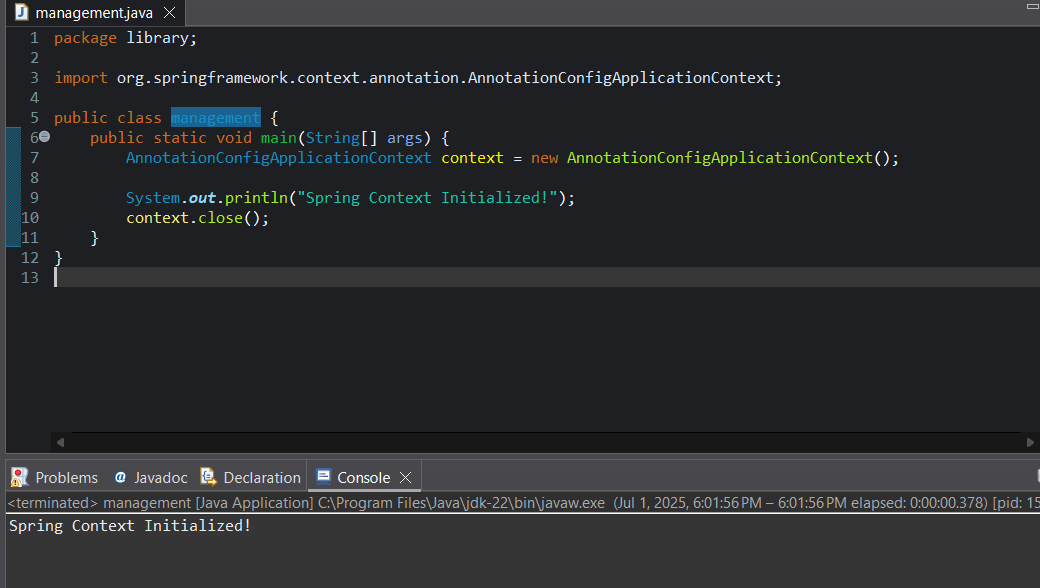 management.java
1 package library;
2
3 import org.springframework.context.annotation.AnnotationConfigApplicationContext;
4
5 public class management {
6     public static void main(String[] args) {
7         AnnotationConfigApplicationContext context = new AnnotationConfigApplicationContext();
8
9         System.out.println("Spring Context Initialized!");
10         context.close();
11     }
12 }
13
Problems Javadoc Declaration Console
<terminated> management [Java Application] C:\Program Files\Java\jdk-22\bin\javaw.exe (Jul 1, 2025, 6:01:56 PM – 6:01:56 PM elapsed: 0:00:00.378) [pid: 15
Spring Context Initialized!